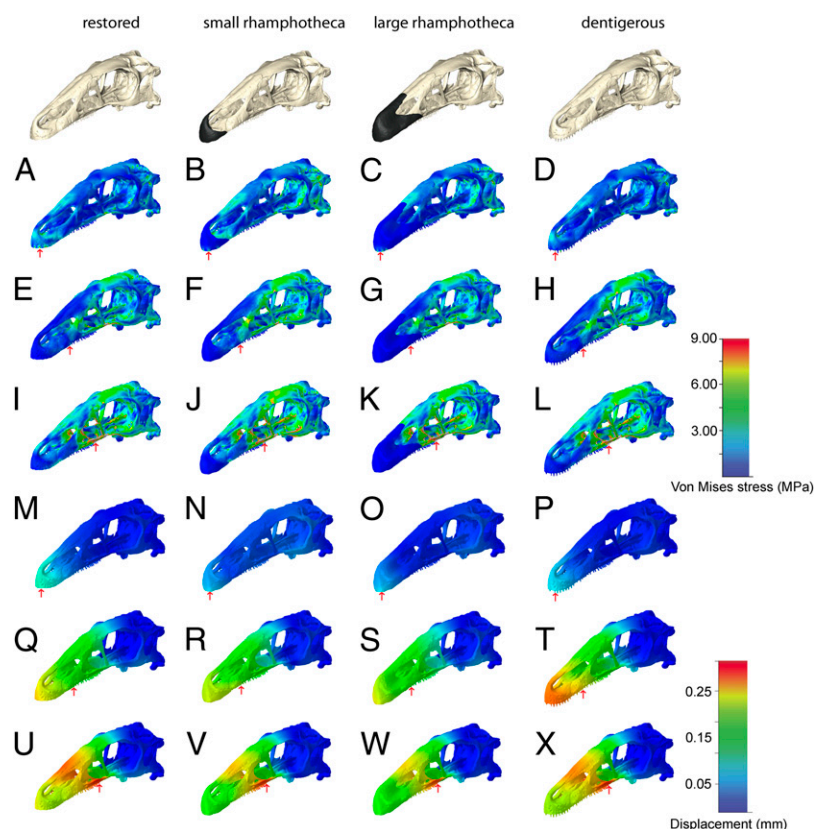 restored small rhamphotheca large rhamphotheca dentigerous
A B C D
E F G H
9.00
6.00
I J K L
3.00
Von Mises stress (MPa)
M N O P
Q R S T
0.25
U V W X
0.15
0.05
Displacement (mm)